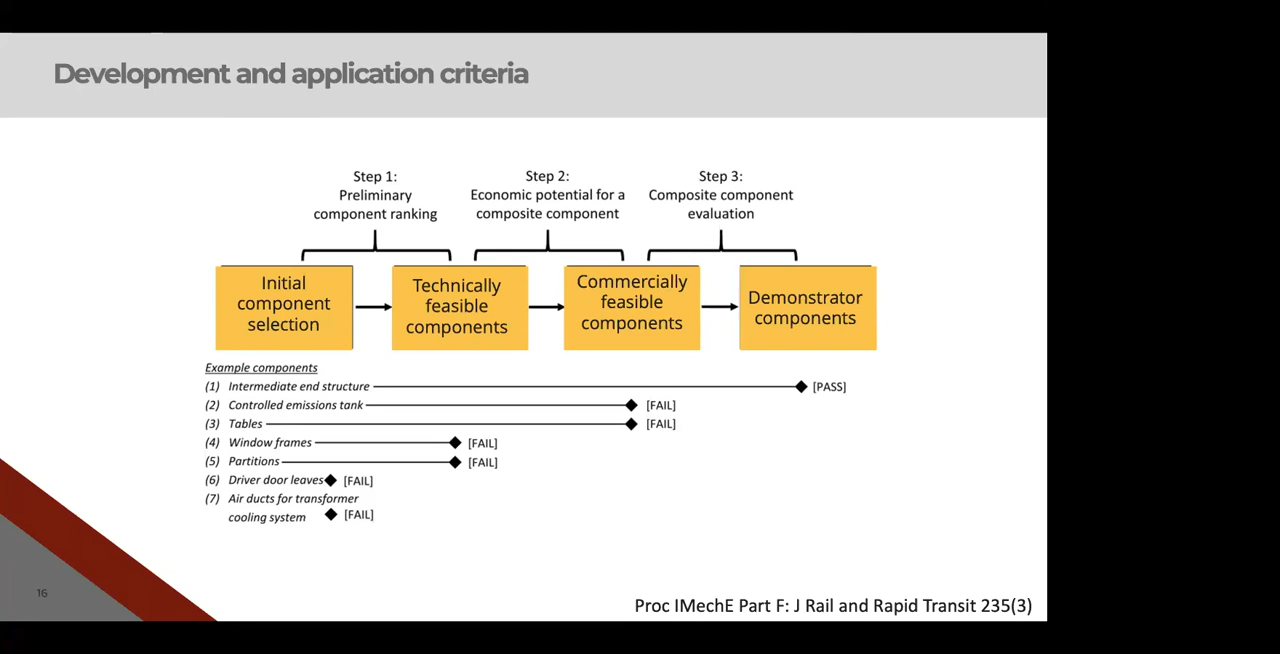 Development and application criteria
Step 1:
Preliminary
component ranking
Step 2:
Economic potential for a
composite component
Step 3:
Composite component
evaluation
Initial
component
selection
Technically
feasible
components
Commercially
feasible
components
Demonstrator
components
Example components
(1) Intermediate end structure [PASS]
(2) Controlled emissions tank [FAIL]
(3) Tables [FAIL]
(4) Window frames [FAIL]
(5) Partitions [FAIL]
(6) Driver door leaves [FAIL]
(7) Air ducts for transformer
cooling system [FAIL]
16
Proc IMechE Part F: J Rail and Rapid Transit 235(3)